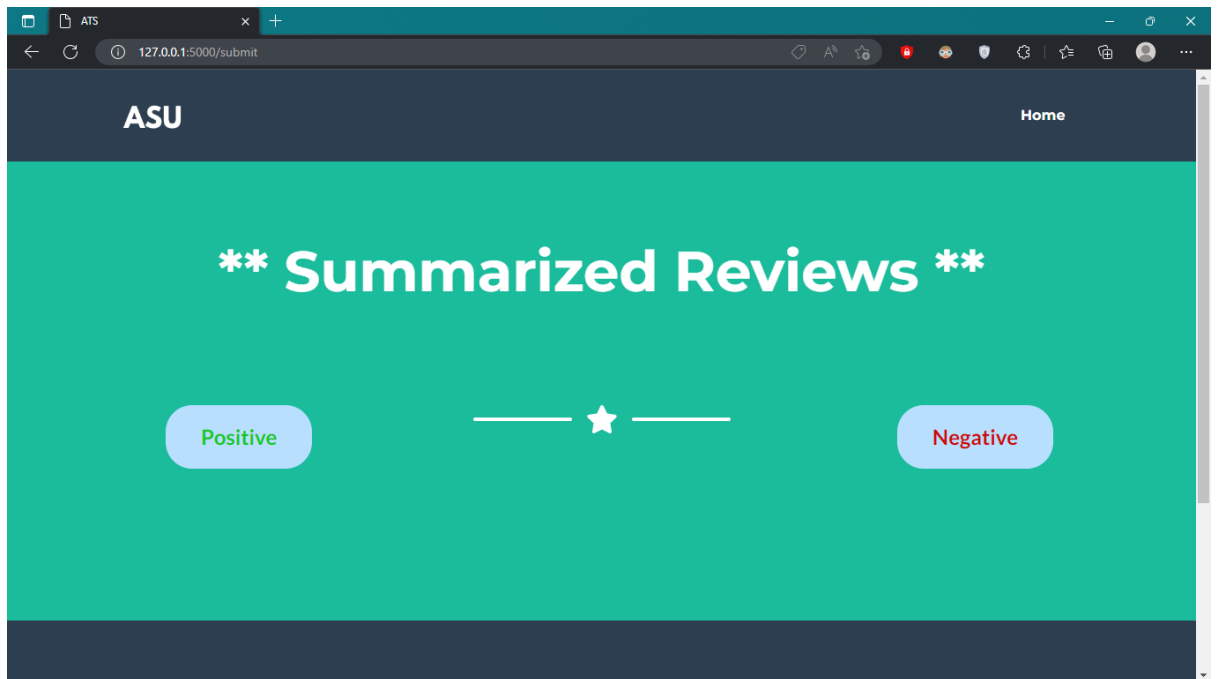 ATS
127.0.0.1:5000/submit
ASU
Home
** Summarized Reviews **
Positive
Negative